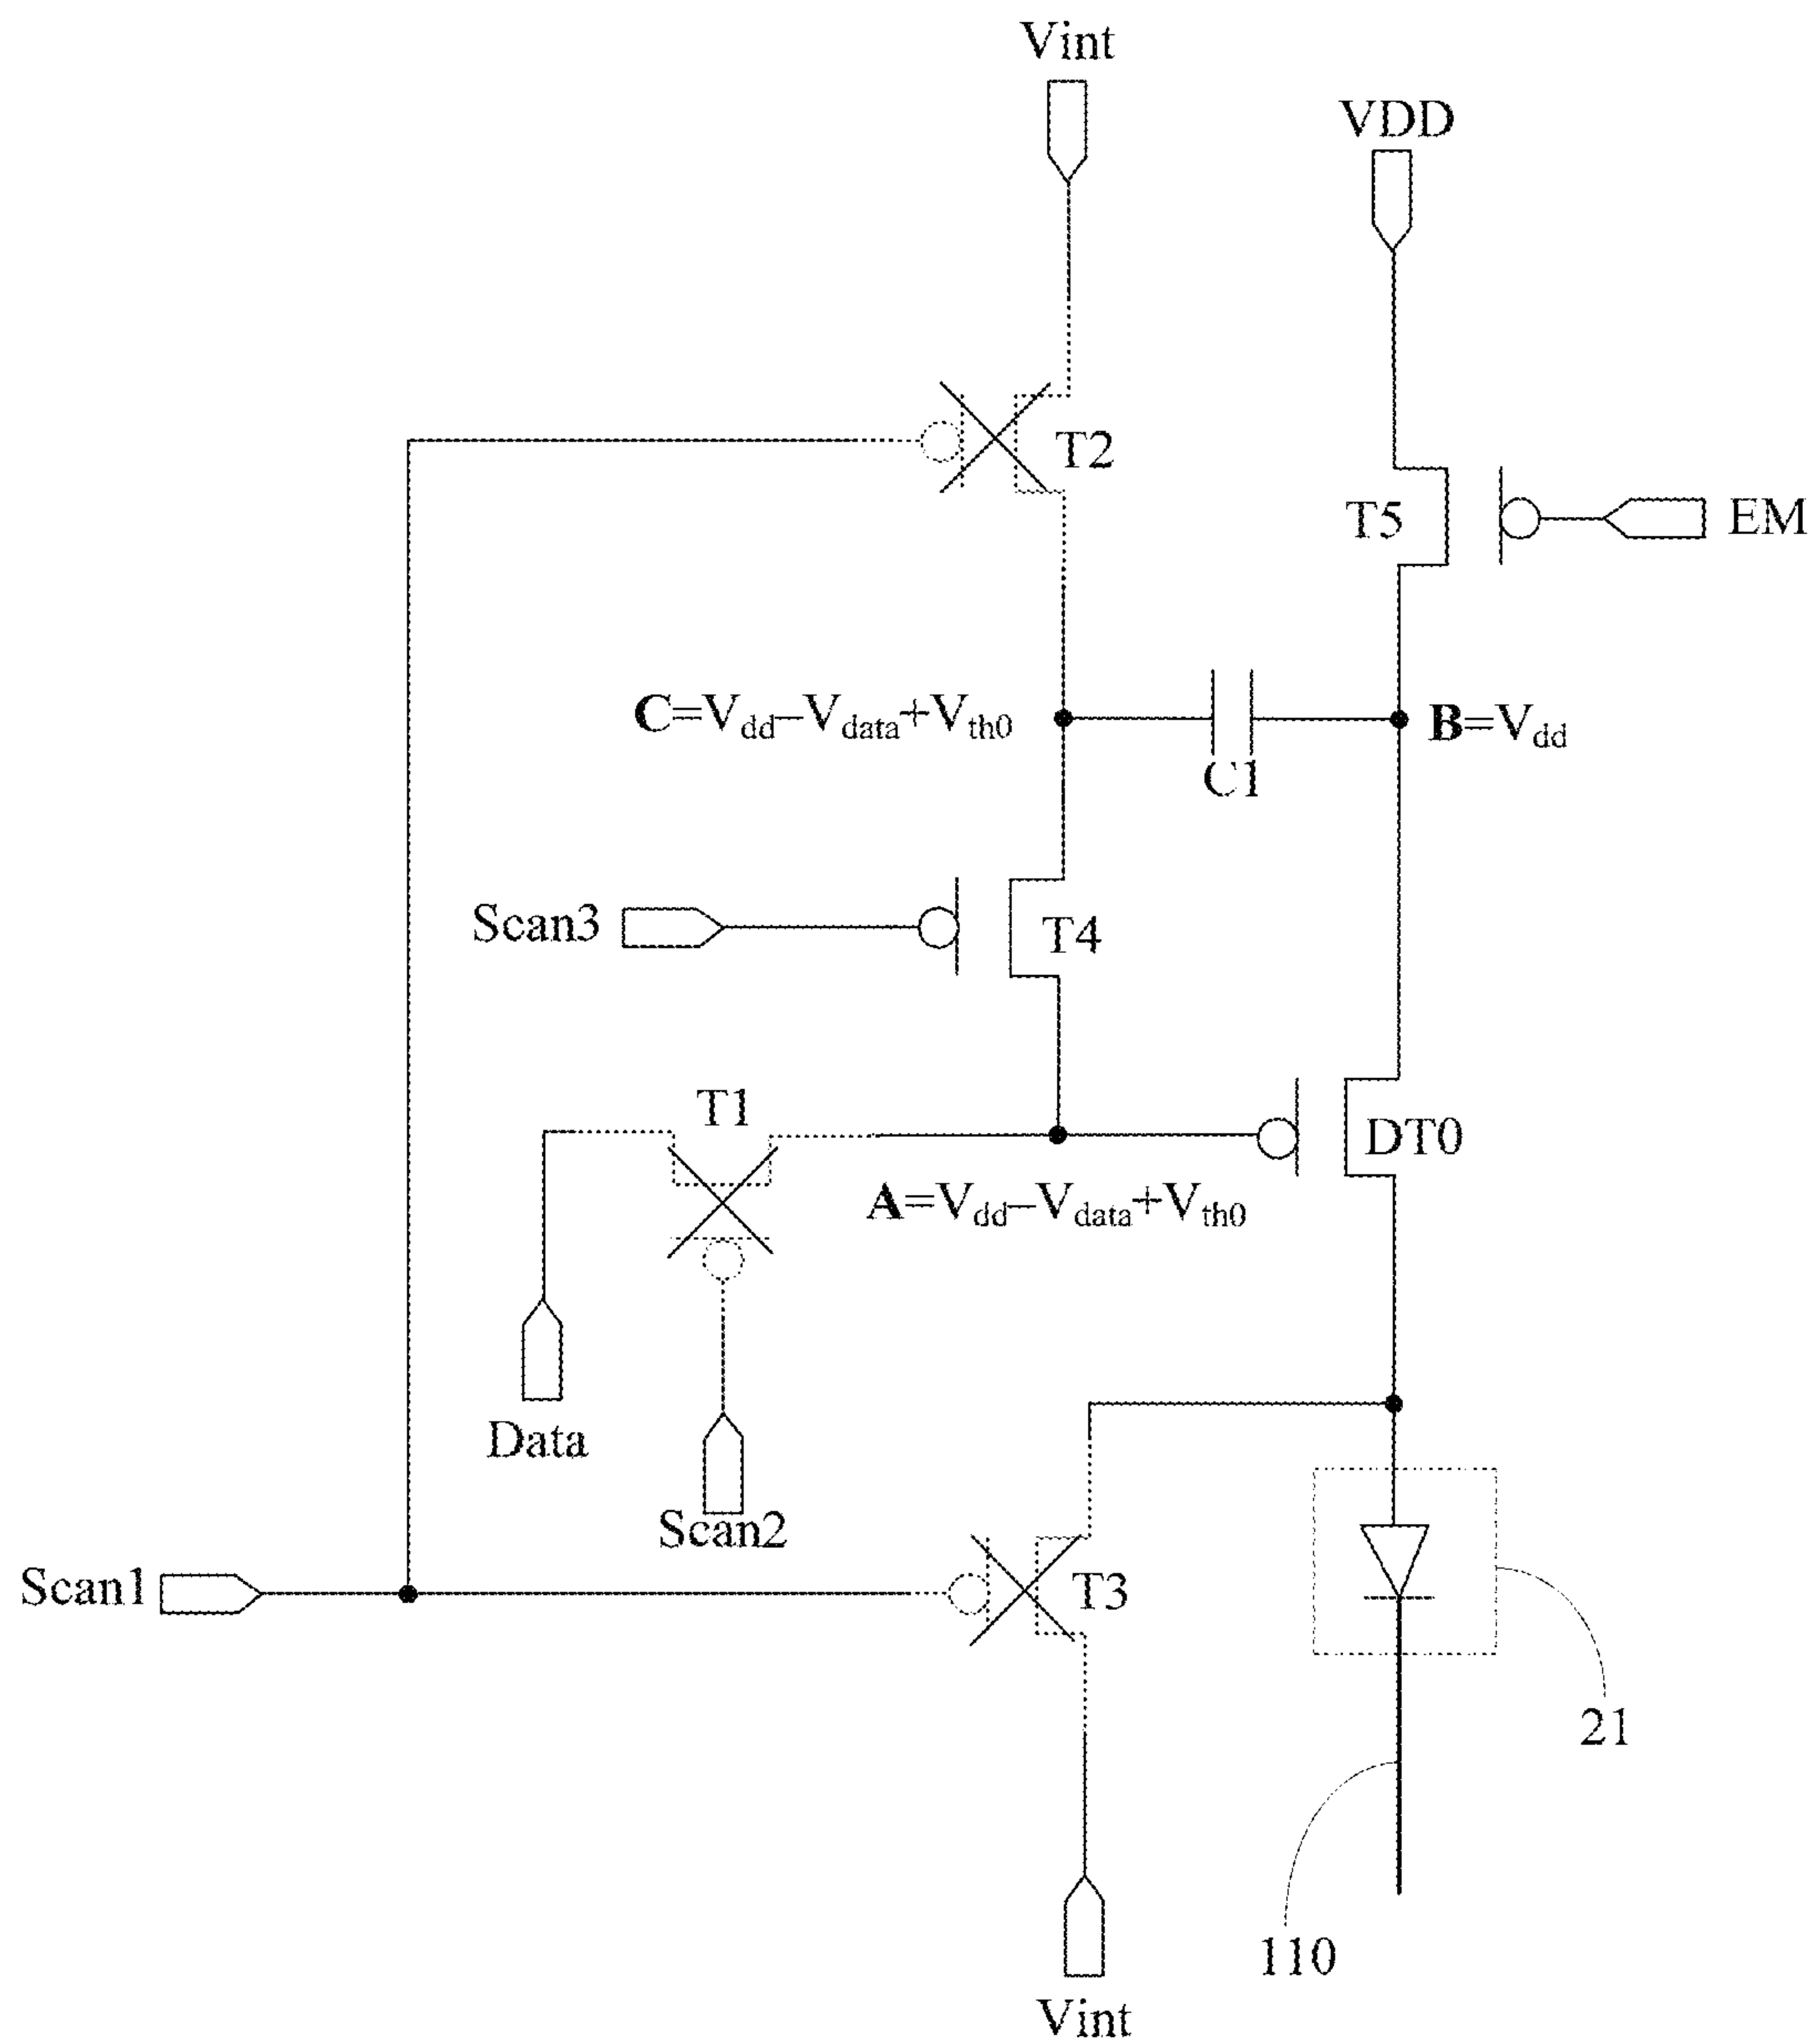 Vint
VDD
T2
T5
EM
C=Vdd–Vdata+Vth0
B=Vdd
C1
Scan3
T4
T1
DT0
A=Vdd–Vdata+Vth0
Data
Scan2
Scan1
T3
21
110
Vint